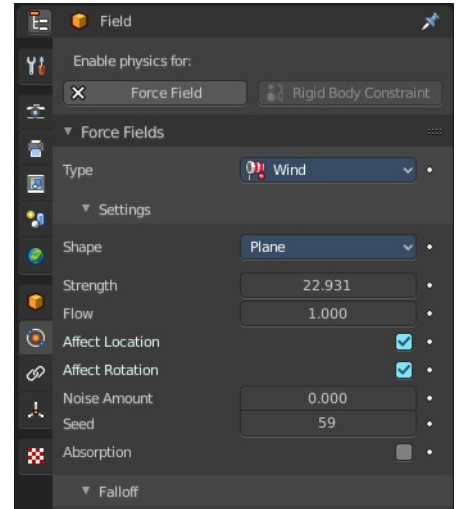 Field
Enable physics for:
Force Field Rigid Body Constraint
Force Fields
Type Wind
Settings
Shape Plane
Strength 22.931
Flow 1.000
Affect Location
Affect Rotation
Noise Amount 0.000
Seed 59
Absorption
Falloff